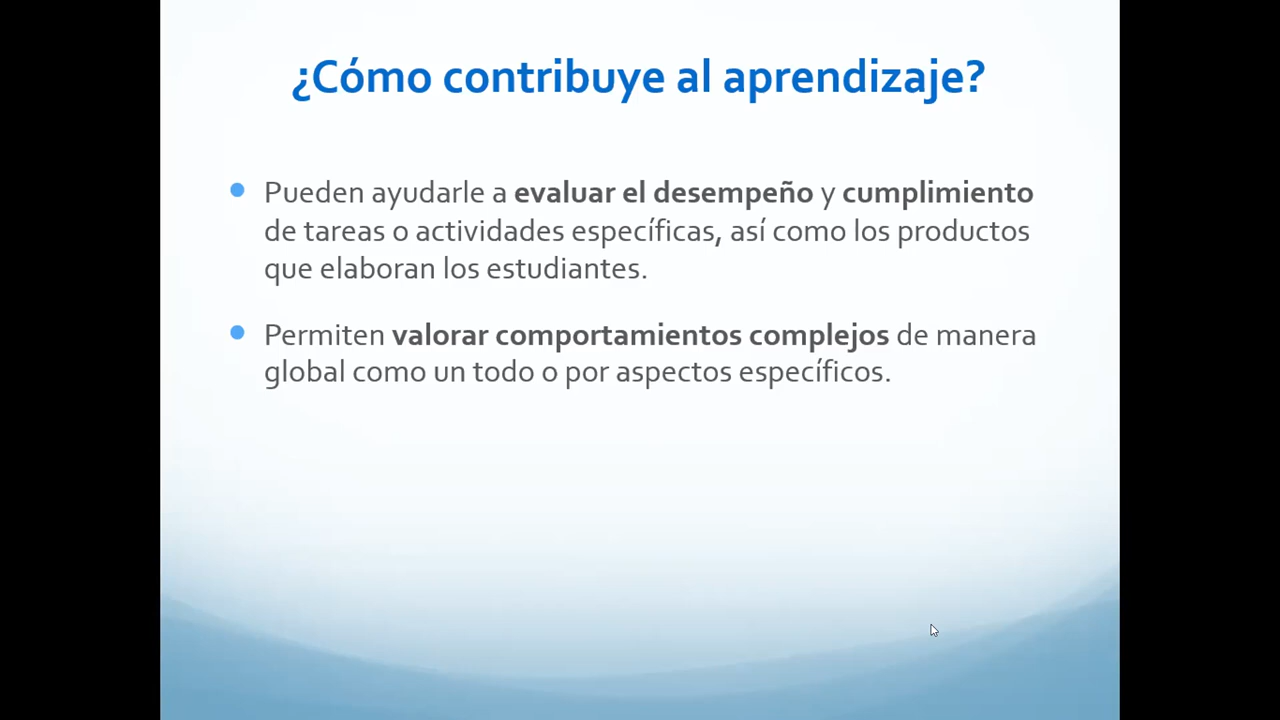 ¿Cómo contribuye al aprendizaje?
Pueden ayudarle a evaluar el desempeño y cumplimiento
de tareas o actividades específicas, así como los productos
que elaboran los estudiantes.
Permiten valorar comportamientos complejos de manera
global como un todo o por aspectos específicos.